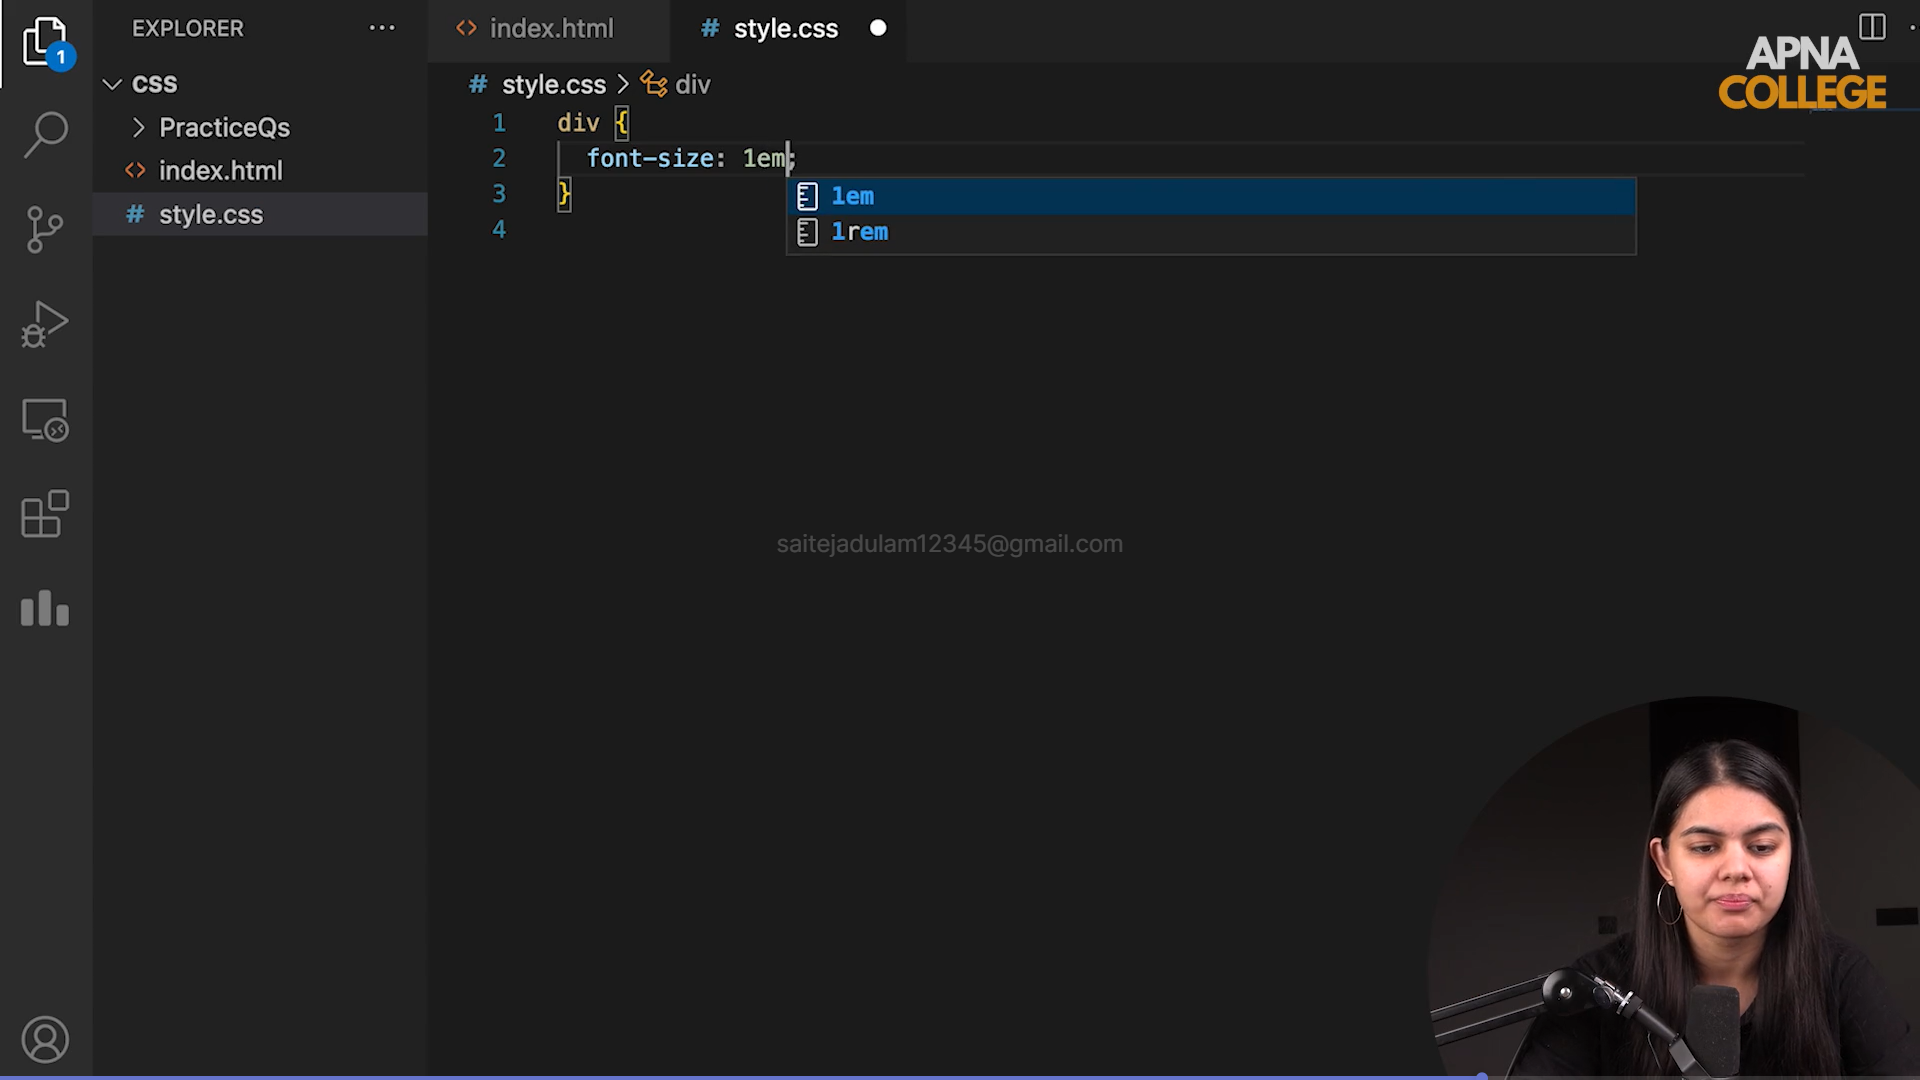 EXPLORER
index.html
style.css
APNA
COLLEGE
1
CSS
PracticeQs
index.html
style.css
style.css > div
1 div {
2 font-size: 1em;
3 }
4
1em
1rem
saitejadulam12345@gmail.com